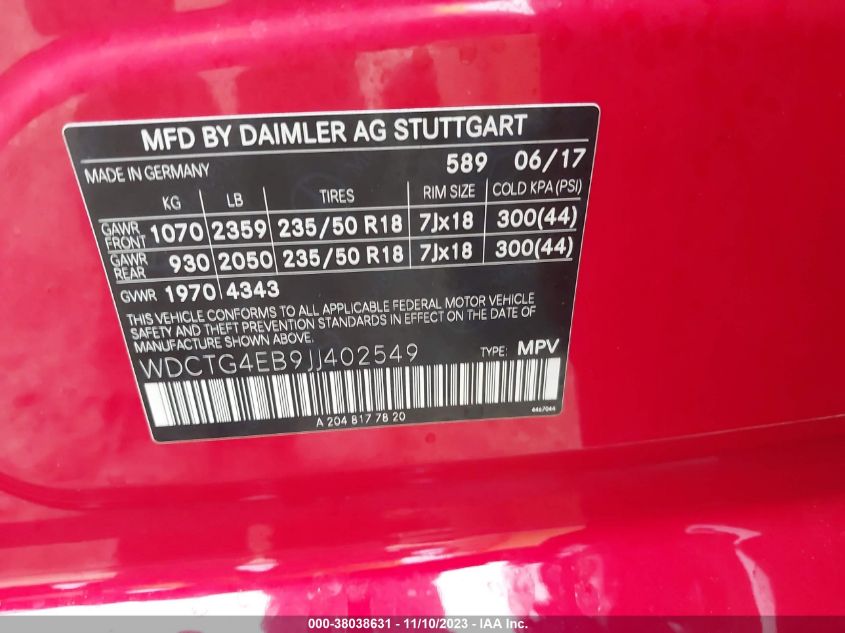 MFD BY DAIMLER AG STUTTGART
MADE IN GERMANY 589 06/17
KG LB TIRES RIM SIZE COLD KPA (PSI)
GAWR FRONT 1070 2359 235/50 R18 7Jx18 300(44)
GAWR REAR 930 2050 235/50 R18 7Jx18 300(44)
GVWR 1970 4343
THIS VEHICLE CONFORMS TO ALL APPLICABLE FEDERAL MOTOR VEHICLE
SAFETY AND THEFT PREVENTION STANDARDS IN EFFECT ON THE DATE OF
MANUFACTURE SHOWN ABOVE.
WDCTG4EB9JJ402549 TYPE: MPV
A 204 817 78 20 4467044
000-38038631 - 11/10/2023 - Copyright © 2023 IAA, Inc.